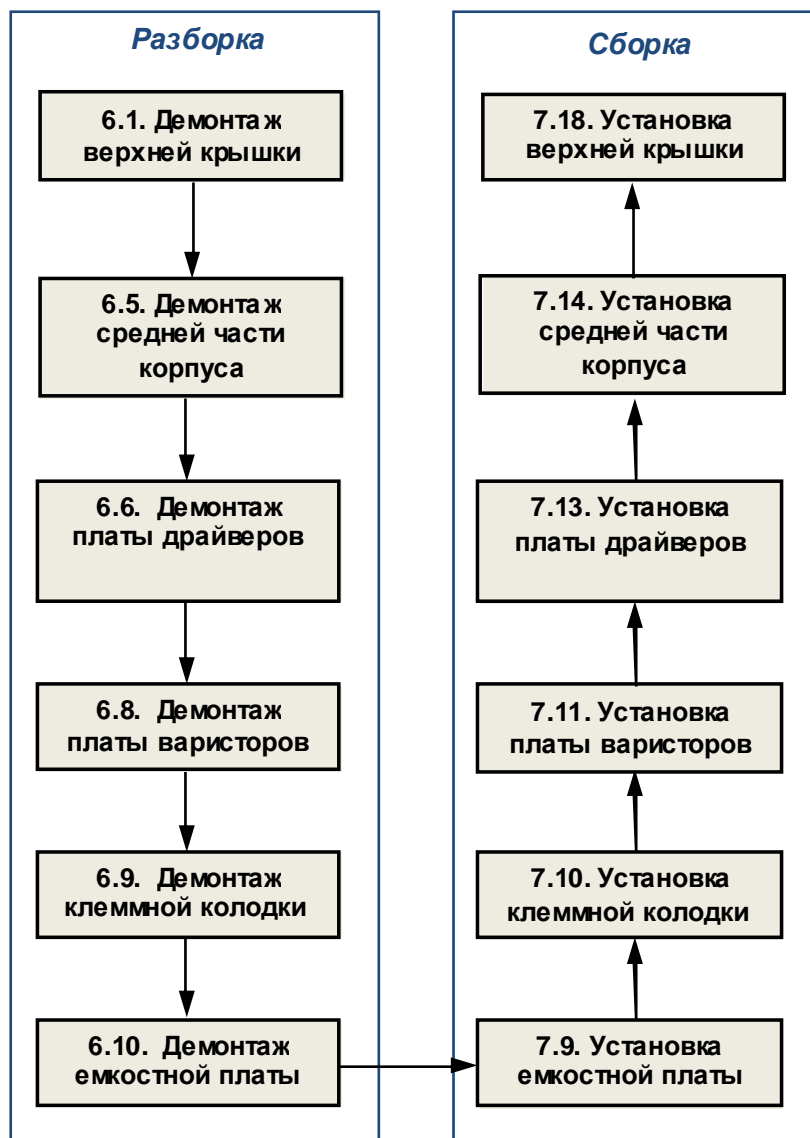 Разборка
6.1. Демонтаж
верхней крышки
6.5. Демонтаж
средней части
корпуса
6.6. Демонтаж
платы драйверов
6.8. Демонтаж
платы варисторов
6.9. Демонтаж
клеммной колодки
6.10. Демонтаж
емкостной платы
Сборка
7.18. Установка
верхней крышки
7.14. Установка
средней части
корпуса
7.13. Установка
платы драйверов
7.11. Установка
платы варисторов
7.10. Установка
клеммной колодки
7.9. Установка
емкостной платы